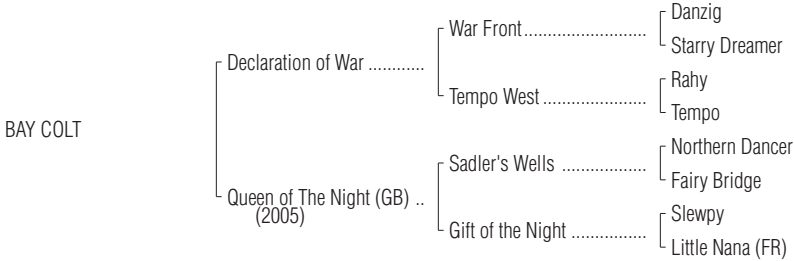 Danzig
War Front..........................
Starry Dreamer
Declaration of War ............
Rahy
Tempo West......................
Tempo
BAY COLT
Northern Dancer
Sadler's Wells ..................
Fairy Bridge
Queen of The Night (GB) ..
(2005)
Slewpy
Gift of the Night ................
Little Nana (FR)